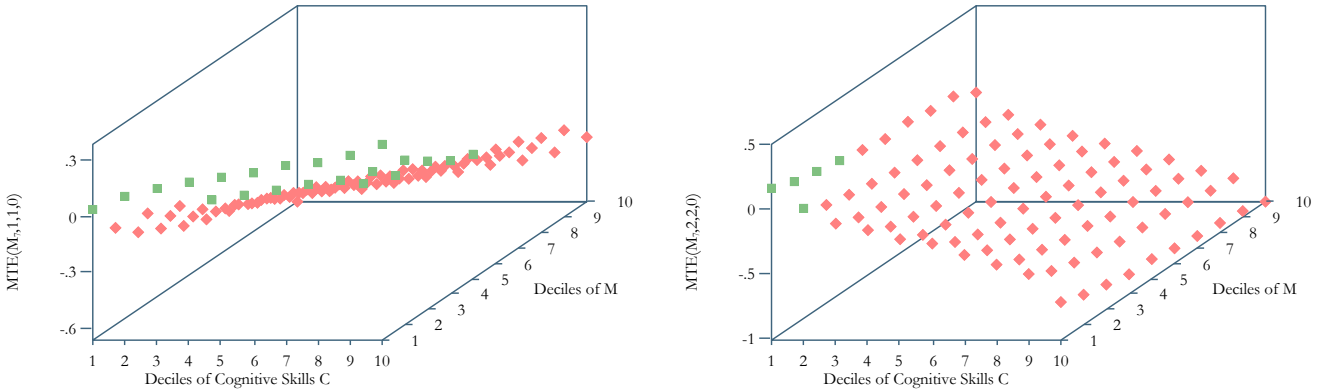 MTE(M₇,1,1,0)
.3
0
-.3
-.6
1 2 3 4 5 6 7 8 9 10
Deciles of Cognitive Skills C
1 2 3 4 5 6 7 8 9 10
Deciles of M
MTE(M₇,2,2,0)
.5
0
-.5
-1
1 2 3 4 5 6 7 8 9 10
Deciles of Cognitive Skills C
1 2 3 4 5 6 7 8 9 10
Deciles of M